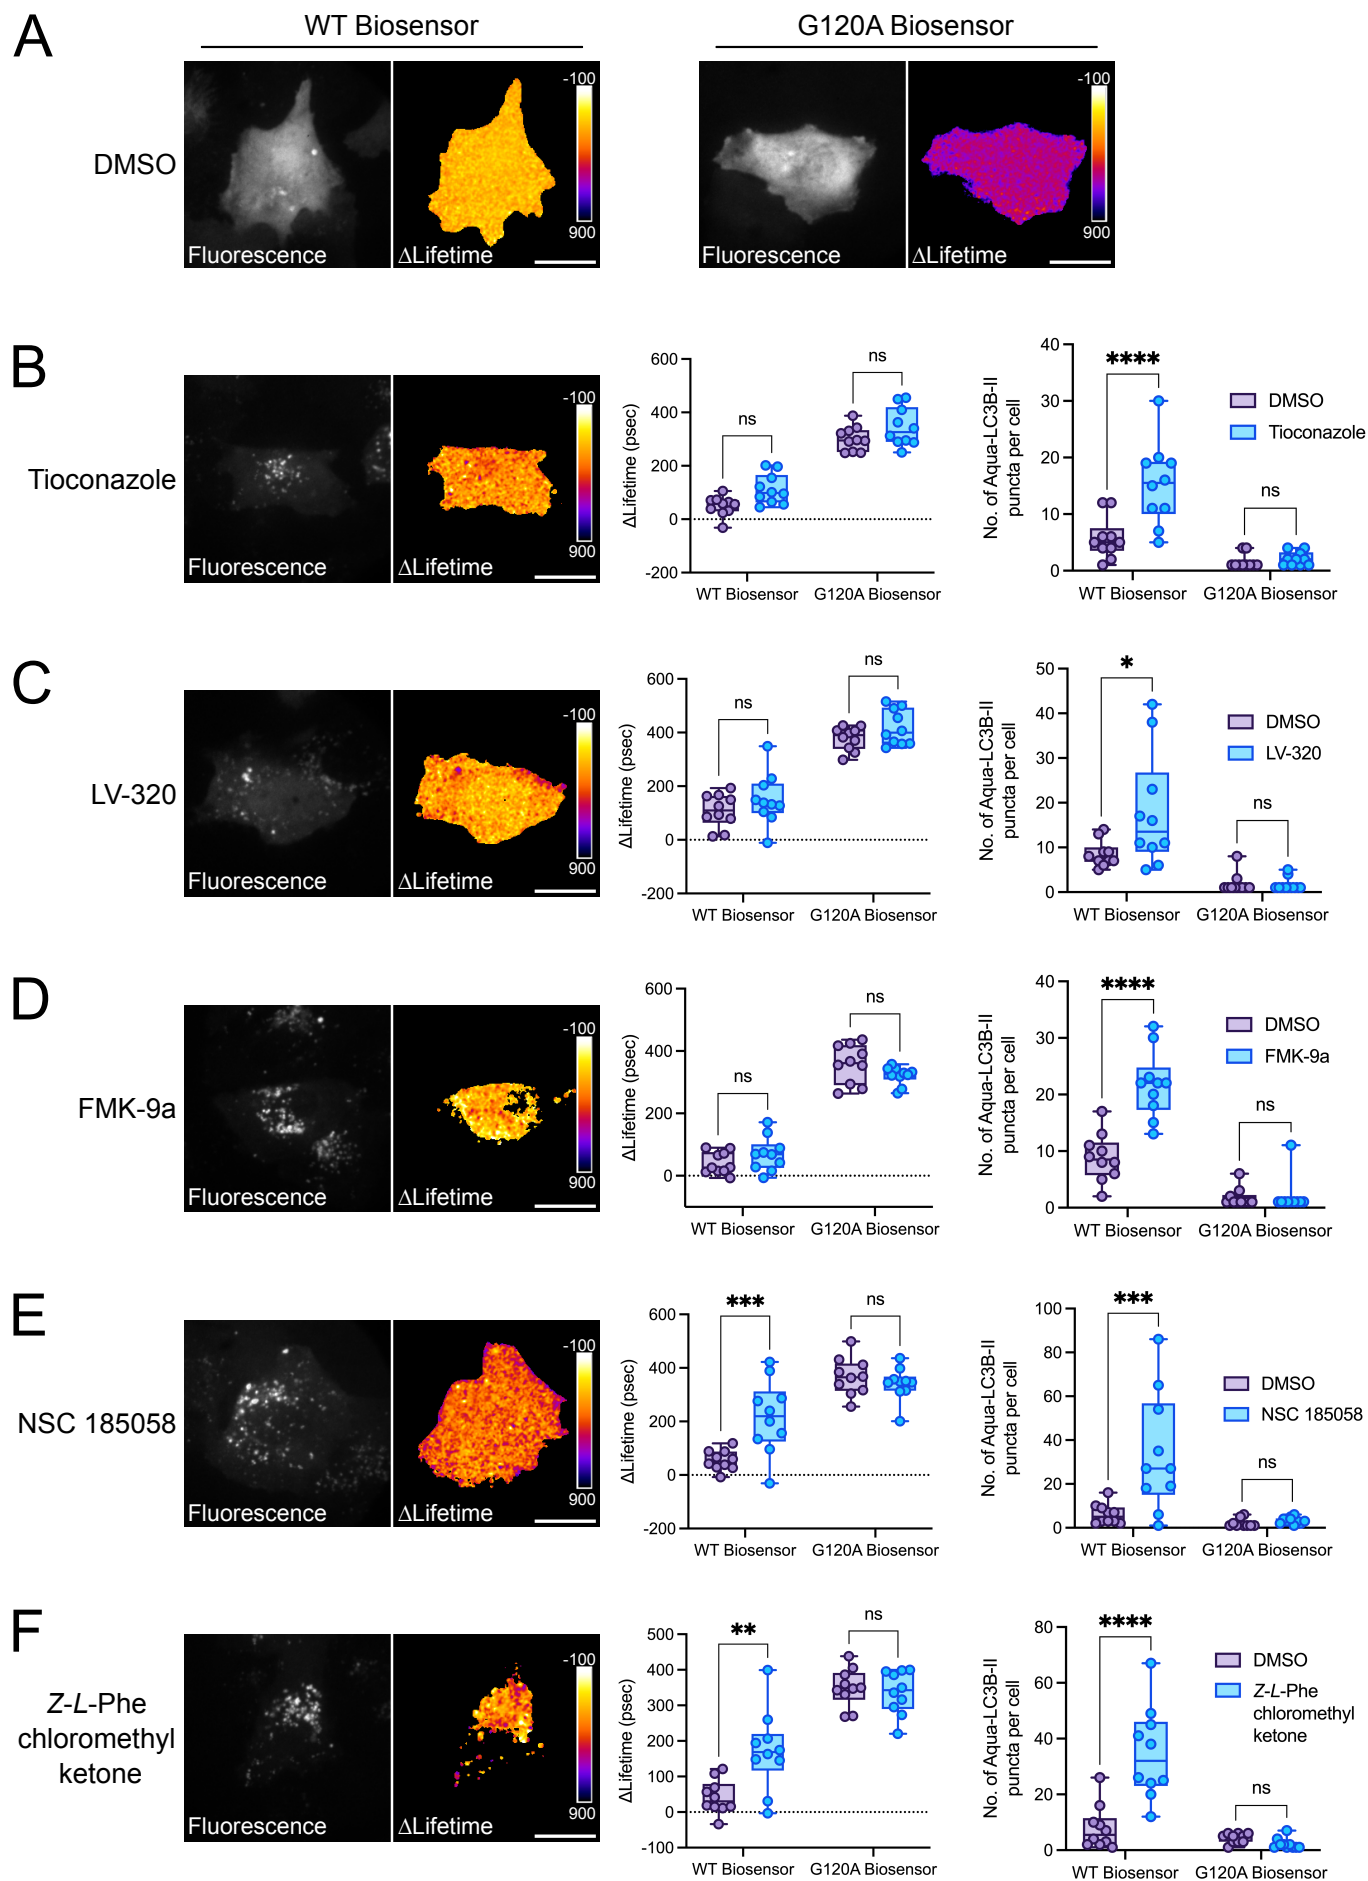 A
WT Biosensor
G120A Biosensor
DMSO
Fluorescence
ΔLifetime
-100
900
Fluorescence
ΔLifetime
-100
900
B
Tioconazole
Fluorescence
ΔLifetime
-100
900
ΔLifetime (psec)
600
400
200
0
-200
ns
ns
WT Biosensor
G120A Biosensor
No. of Aqua-LC3B-II
puncta per cell
40
30
20
10
0
****
ns
WT Biosensor
G120A Biosensor
DMSO
Tioconazole
C
LV-320
Fluorescence
ΔLifetime
-100
900
ΔLifetime (psec)
600
400
200
0
-200
ns
ns
WT Biosensor
G120A Biosensor
No. of Aqua-LC3B-II
puncta per cell
50
40
30
20
10
0
*
ns
WT Biosensor
G120A Biosensor
DMSO
LV-320
D
FMK-9a
Fluorescence
ΔLifetime
-100
900
ΔLifetime (psec)
600
400
200
0
ns
ns
WT Biosensor
G120A Biosensor
No. of Aqua-LC3B-II
puncta per cell
40
30
20
10
0
****
ns
WT Biosensor
G120A Biosensor
DMSO
FMK-9a
E
NSC 185058
Fluorescence
ΔLifetime
-100
900
ΔLifetime (psec)
600
400
200
0
-200
***
ns
WT Biosensor
G120A Biosensor
No. of Aqua-LC3B-II
puncta per cell
100
80
60
40
20
0
***
ns
WT Biosensor
G120A Biosensor
DMSO
NSC 185058
F
Z-L-Phe
chloromethyl
ketone
Fluorescence
ΔLifetime
-100
900
ΔLifetime (psec)
500
400
300
200
100
0
-100
**
ns
WT Biosensor
G120A Biosensor
No. of Aqua-LC3B-II
puncta per cell
80
60
40
20
0
****
ns
WT Biosensor
G120A Biosensor
DMSO
Z-L-Phe
chloromethyl
ketone